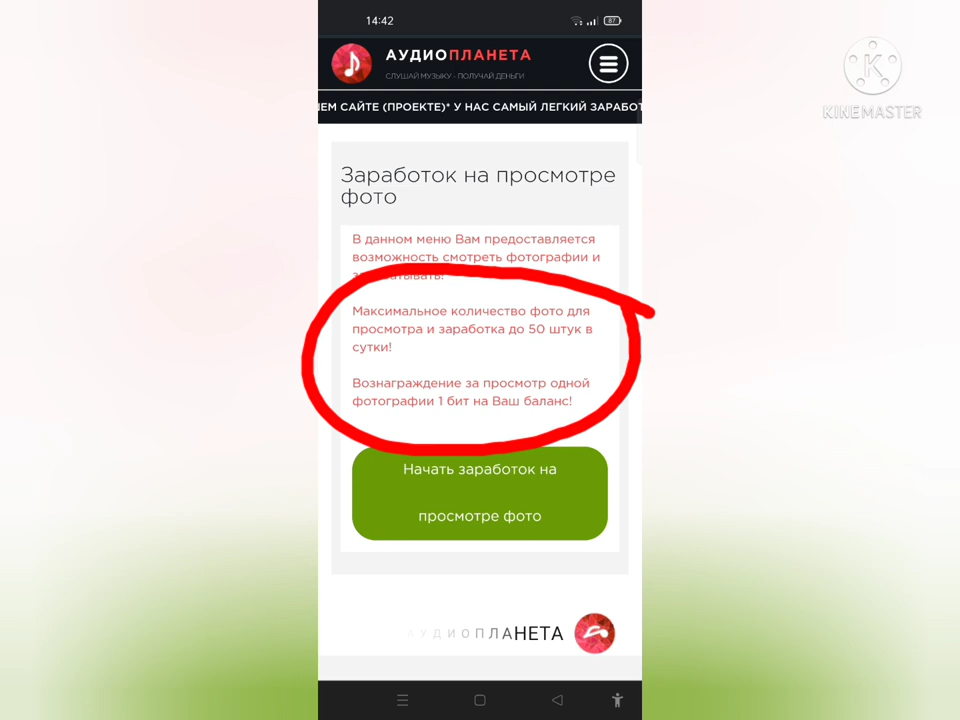 14:42
87
АУДИОПЛАНЕТА
СЛУШАЙ МУЗЫКУ - ПОЛУЧАЙ ДЕНЬГИ
САЙТЕ (ПРОЕКТЕ)* У НАС САМЫЙ ЛЕГКИЙ
KINEMASTER
Заработок на просмотре
фото
В данном меню Вам предоставляется
возможность смотреть фотографии и
Максимальное количество фото для
просмотра и заработка до 50 штук в
сутки!
Вознаграждение за просмотр одной
фотографии 1 бит на Ваш баланс!
Начать заработок на
просмотре фото
АУДИОПЛАНЕТА